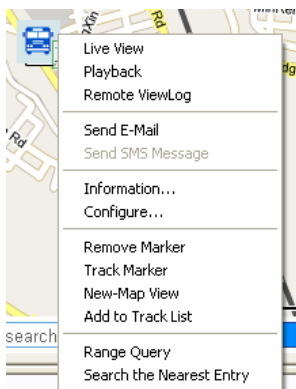 Rd
Live View
Playback
Remote ViewLog
Rd
Send E-Mail
Send SMS Message
Information...
Configure...
Remove Marker
Track Marker
New-Map View
Add to Track List
search
Range Query
Search the Nearest Entry